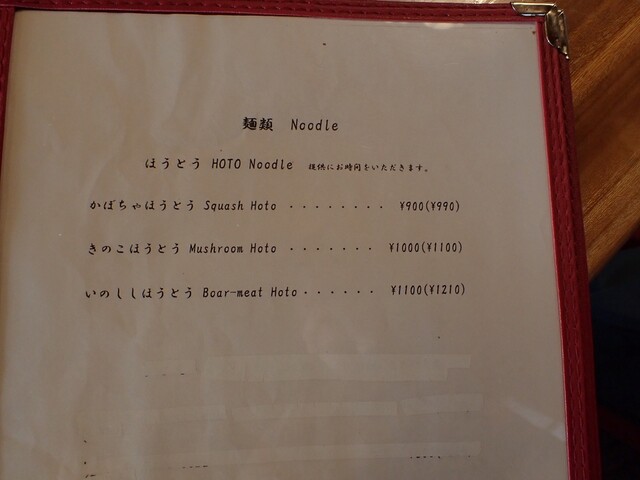 麺類 Noodle
ほうとう HOTO Noodle 提供にお時間をいただきます。
かぼちゃほうとう Squash Hoto ‥‥‥‥ ¥900(¥990)
きのこほうとう Mushroom Hoto ・・・・・・・ ¥1000(¥1100)
いのししほうとう Boar-meat Hoto・・・・・・ ¥1100(¥1210)